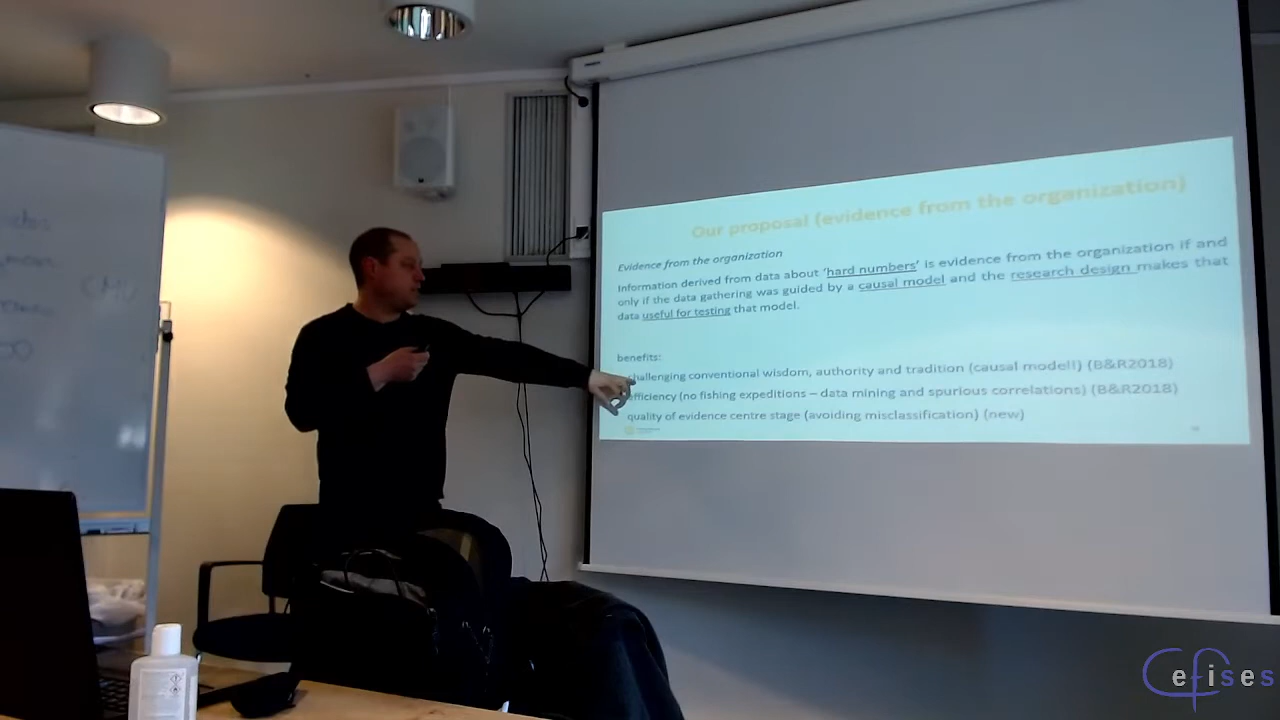 Our proposal (evidence from the organization)
Evidence from the organization
Information derived from data about 'hard numbers' is evidence from the organization if and
only if the data gathering was guided by a causal model and the research design makes that
data useful for testing that model.
benefits:
challenging conventional wisdom, authority and tradition (causal model!) (B&R2018)
efficiency (no fishing expeditions – data mining and spurious correlations) (B&R2018)
quality of evidence centre stage (avoiding misclassification) (new)
Cefises